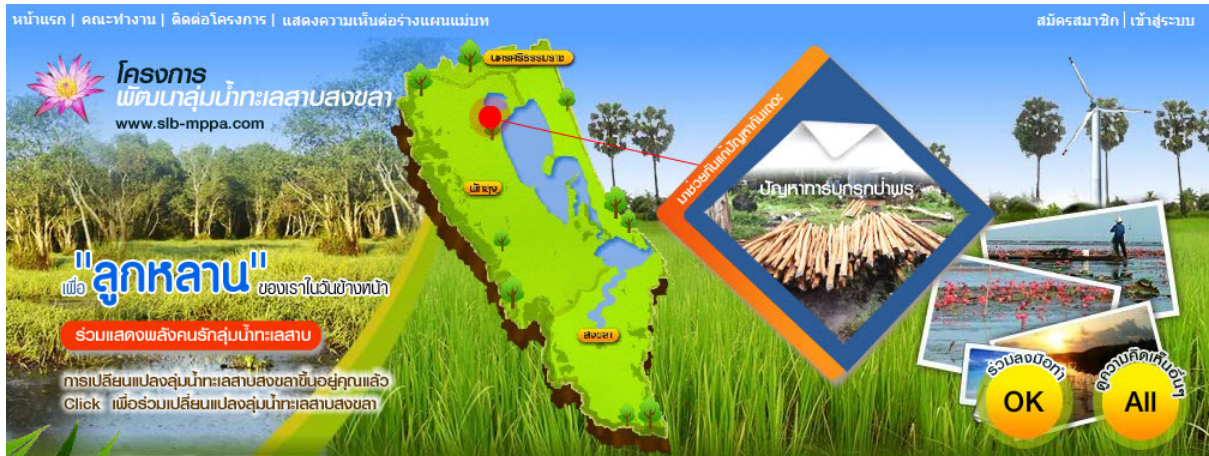 หน้าแรก | คณะทำงาน | ติดต่อโครงการ | แสดงความเห็นต่อร่างแผนแม่บท
สมัครสมาชิก | เข้าสู่ระบบ
โครงการ
พัฒนาลุ่มน้ำทะเลสาบสงขลา
www.slb-mppa.com
เพื่อ "ลูกหลาน" ของเราในวันข้างหน้า
ร่วมแสดงพลังคนรักลุ่มน้ำทะเลสาบ
การเปลี่ยนแปลงลุ่มน้ำทะเลสาบสงขลาขึ้นอยู่คุณแล้ว
Click เพื่อร่วมเปลี่ยนแปลงลุ่มน้ำทะเลสาบสงขลา
นครศรีธรรมราช
พัทลุง
สงขลา
มาช่วยกันแก้ปัญหากันเถอะ
ปัญหาการบุกรุกป่าพรุ
ร่วมลงมือทำ
OK
ดูความคิดเห็นอื่นๆ
All